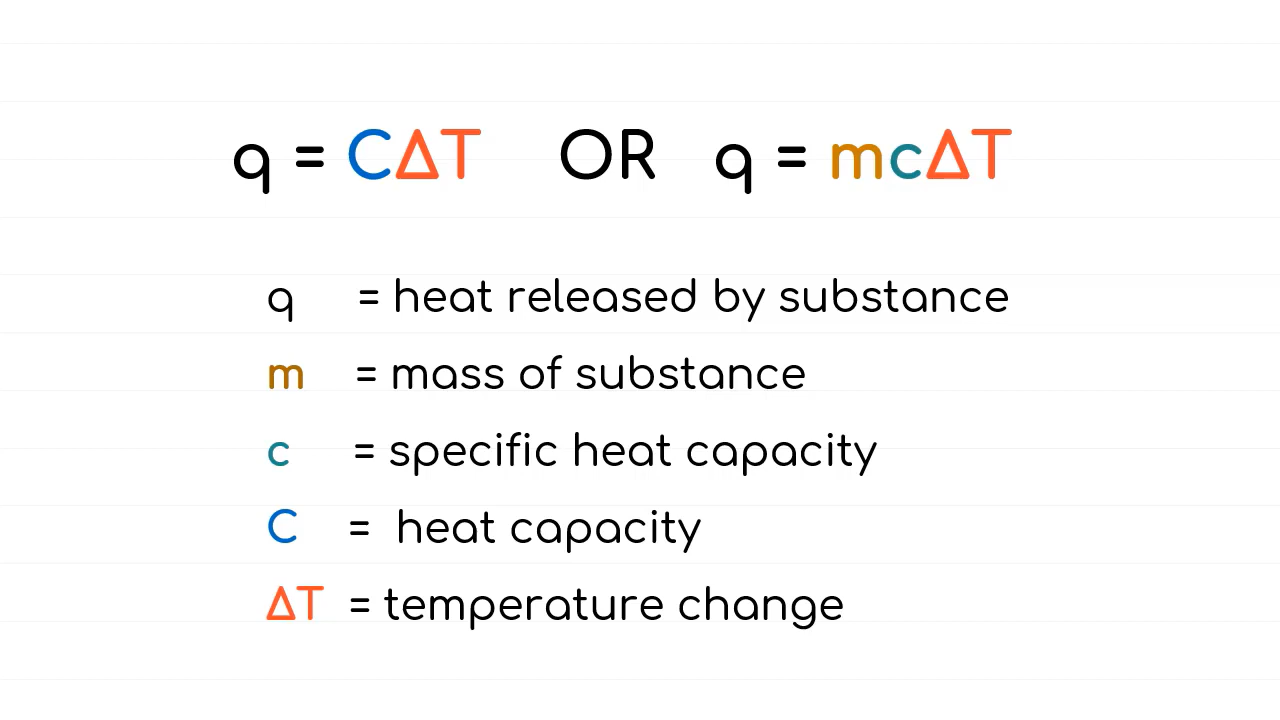 q = CΔT OR q = mcΔT
q = heat released by substance
m = mass of substance
c = specific heat capacity
C = heat capacity
ΔT = temperature change